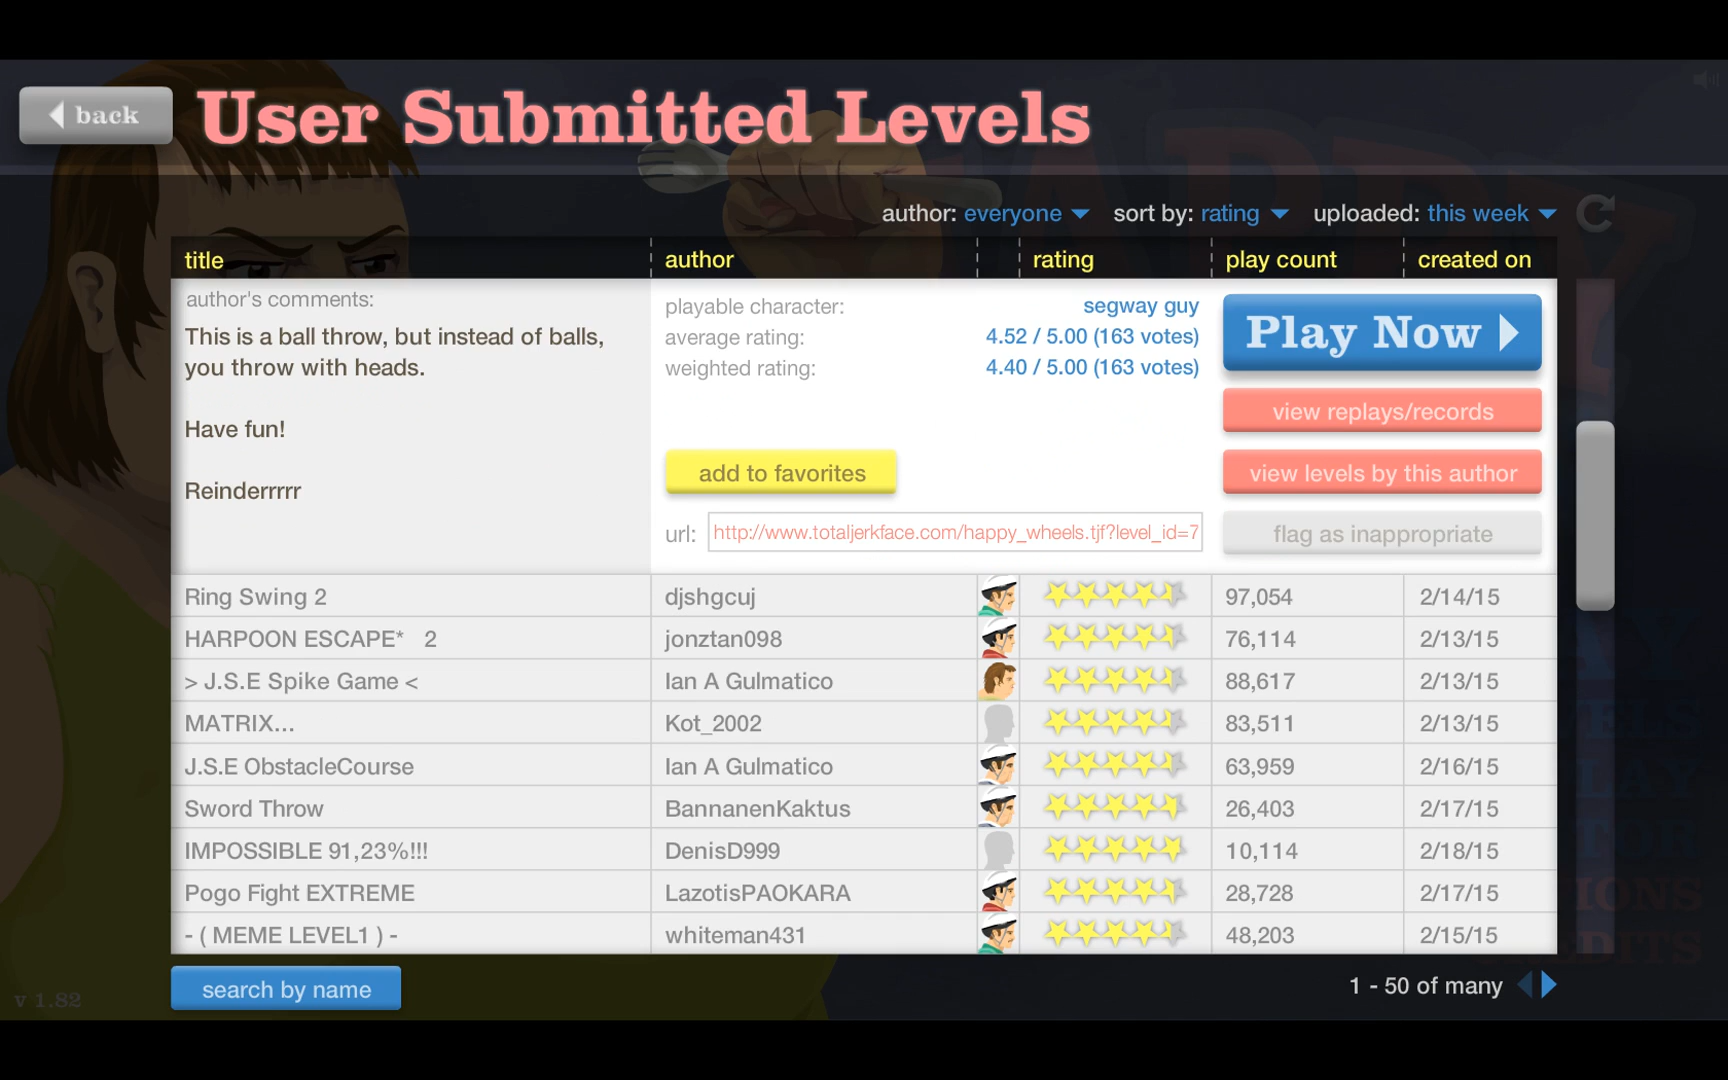 back
User Submitted Levels
author: everyone sort by: rating uploaded: this week
title author rating play count created on
author's comments:
This is a ball throw, but instead of balls,
you throw with heads.
Have fun!
Reinderrrrr
playable character: segway guy
average rating: 4.52 / 5.00 (163 votes)
weighted rating: 4.40 / 5.00 (163 votes)
add to favorites
url: http://www.totaljerkface.com/happy_wheels.tjf?level_id=7
Play Now
view replays/records
view levels by this author
flag as inappropriate
Ring Swing 2 djshgcuj 97,054 2/14/15
HARPOON ESCAPE* 2 jonztan098 76,114 2/13/15
> J.S.E Spike Game < Ian A Gulmatico 88,617 2/13/15
MATRIX... Kot_2002 83,511 2/13/15
J.S.E ObstacleCourse Ian A Gulmatico 63,959 2/16/15
Sword Throw BannanenKaktus 26,403 2/17/15
IMPOSSIBLE 91,23%!!! DenisD999 10,114 2/18/15
Pogo Fight EXTREME LazotisPAOKARA 28,728 2/17/15
- ( MEME LEVEL1 ) - whiteman431 48,203 2/15/15
search by name
1 - 50 of many
v 1.82